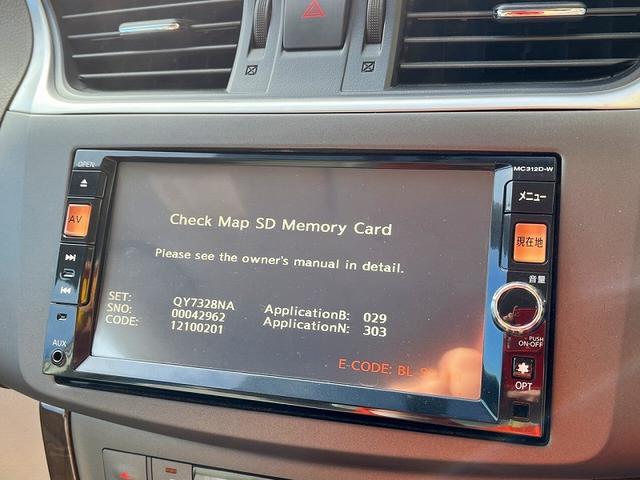 OPEN
MC312D-W
メニュー
AV
現在地
音量
PUSH
ON-OFF
AUX
OPT
Check Map SD Memory Card
Please see the owner's manual in detail.
SET: QY7328NA
SNO: 00042962 ApplicationB: 029
CODE: 12100201 ApplicationN: 303
E-CODE: